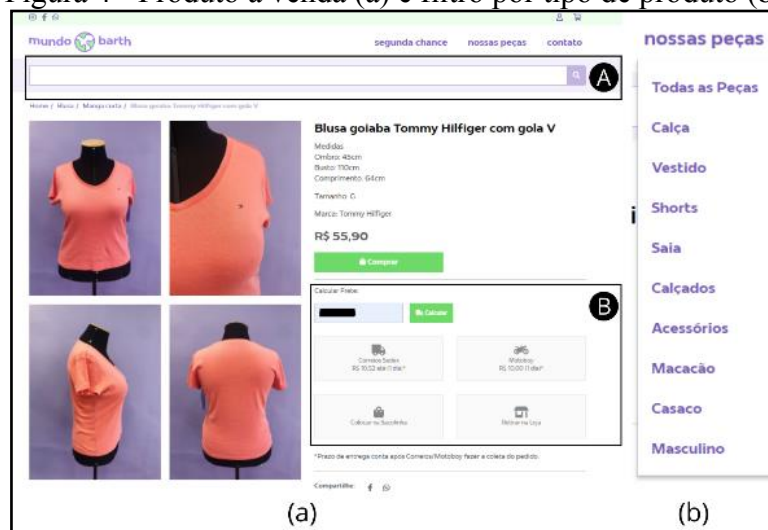 Figura 4 - Produto à venda (a) e filtro por tipo de produto (b
mundo barth
segunda chance nossas peças contato
A
Home / Blusa / Manga curta / Blusa goiaba Tommy Hilfiger com gola V
Blusa goiaba Tommy Hilfiger com gola V
Medidas
Ombro: 45cm
Busto: 110cm
Comprimento: 64cm
Tamanho: G
Marca: Tommy Hilfiger
R$ 55,90
Comprar
Calcular Frete:
Calcular
B
Correios Sedex
Motoboy
R$ 10,00 (1 dia)*
Colocar na Sacolinha
Retirar na Loja
*Prazo de entrega conta após Correios/Motoboy fazer a coleta do pedido.
Compartilhe:
(a)
nossas peças
Todas as Peças
Calça
Vestido
Shorts
Saia
Calçados
Acessórios
Macacão
Casaco
Masculino
(b)